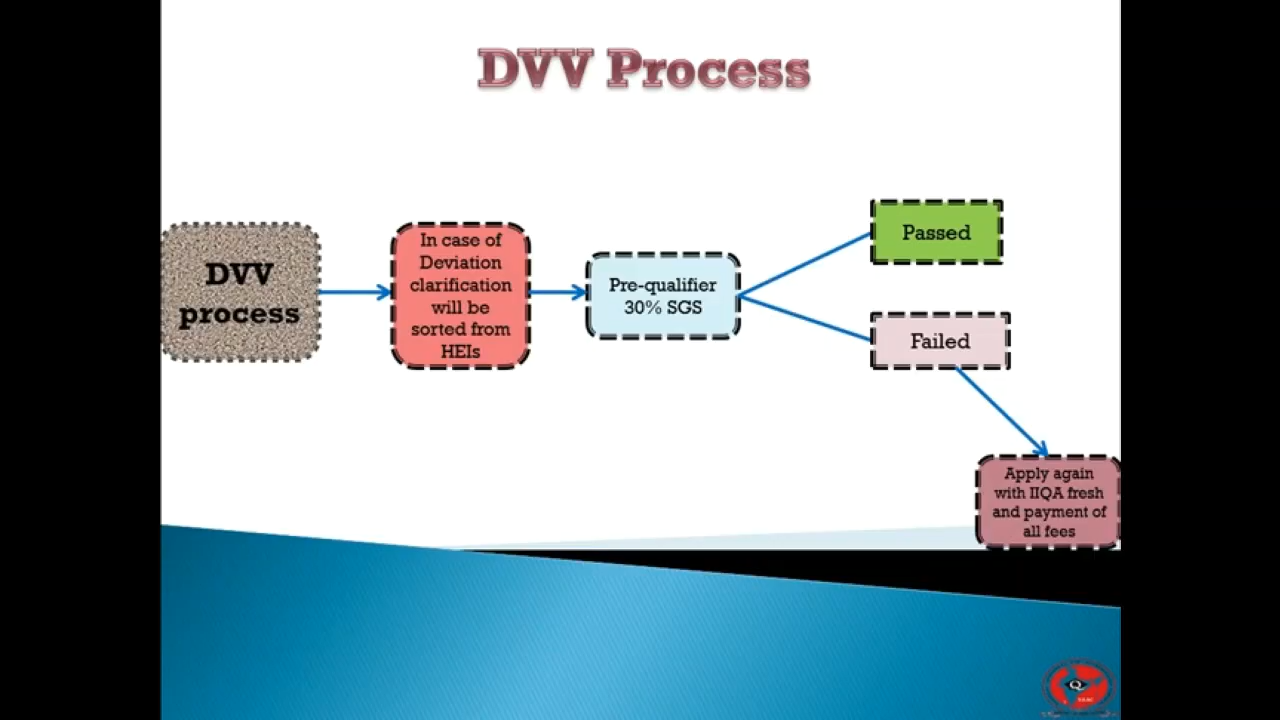 DVV Process
DVV
process
In case of
Deviation
clarification
will be
sorted from
HEIs
Pre-qualifier
30% SGS
Passed
Failed
Apply again
with IIQA fresh
and payment of
all fees